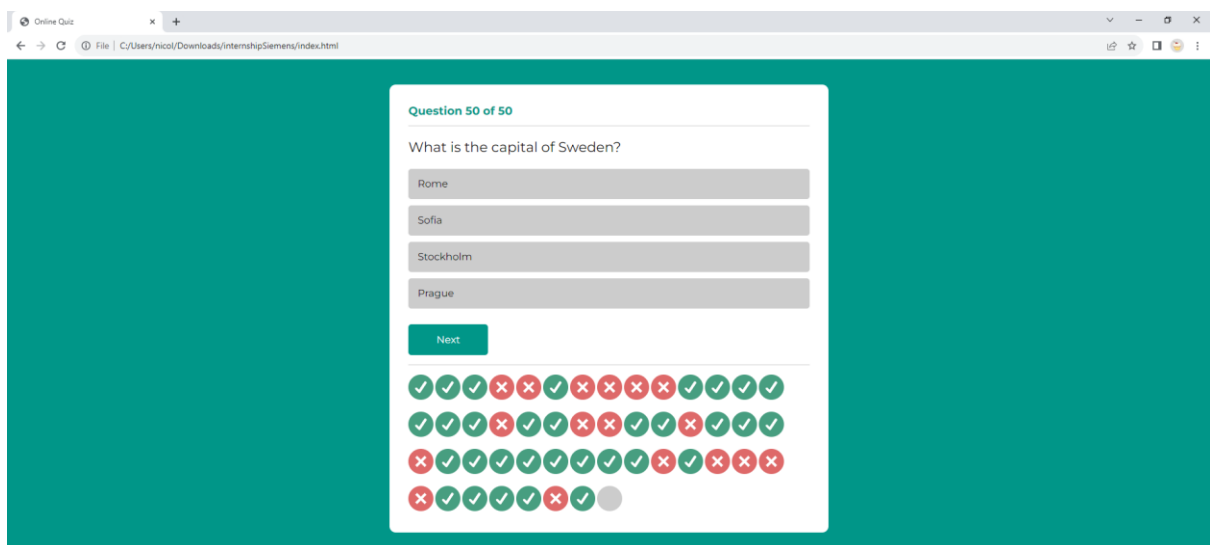 Online Quiz
File | C:/Users/nicol/Downloads/internshipSiemens/index.html
Question 50 of 50
What is the capital of Sweden?
Rome
Sofia
Stockholm
Prague
Next